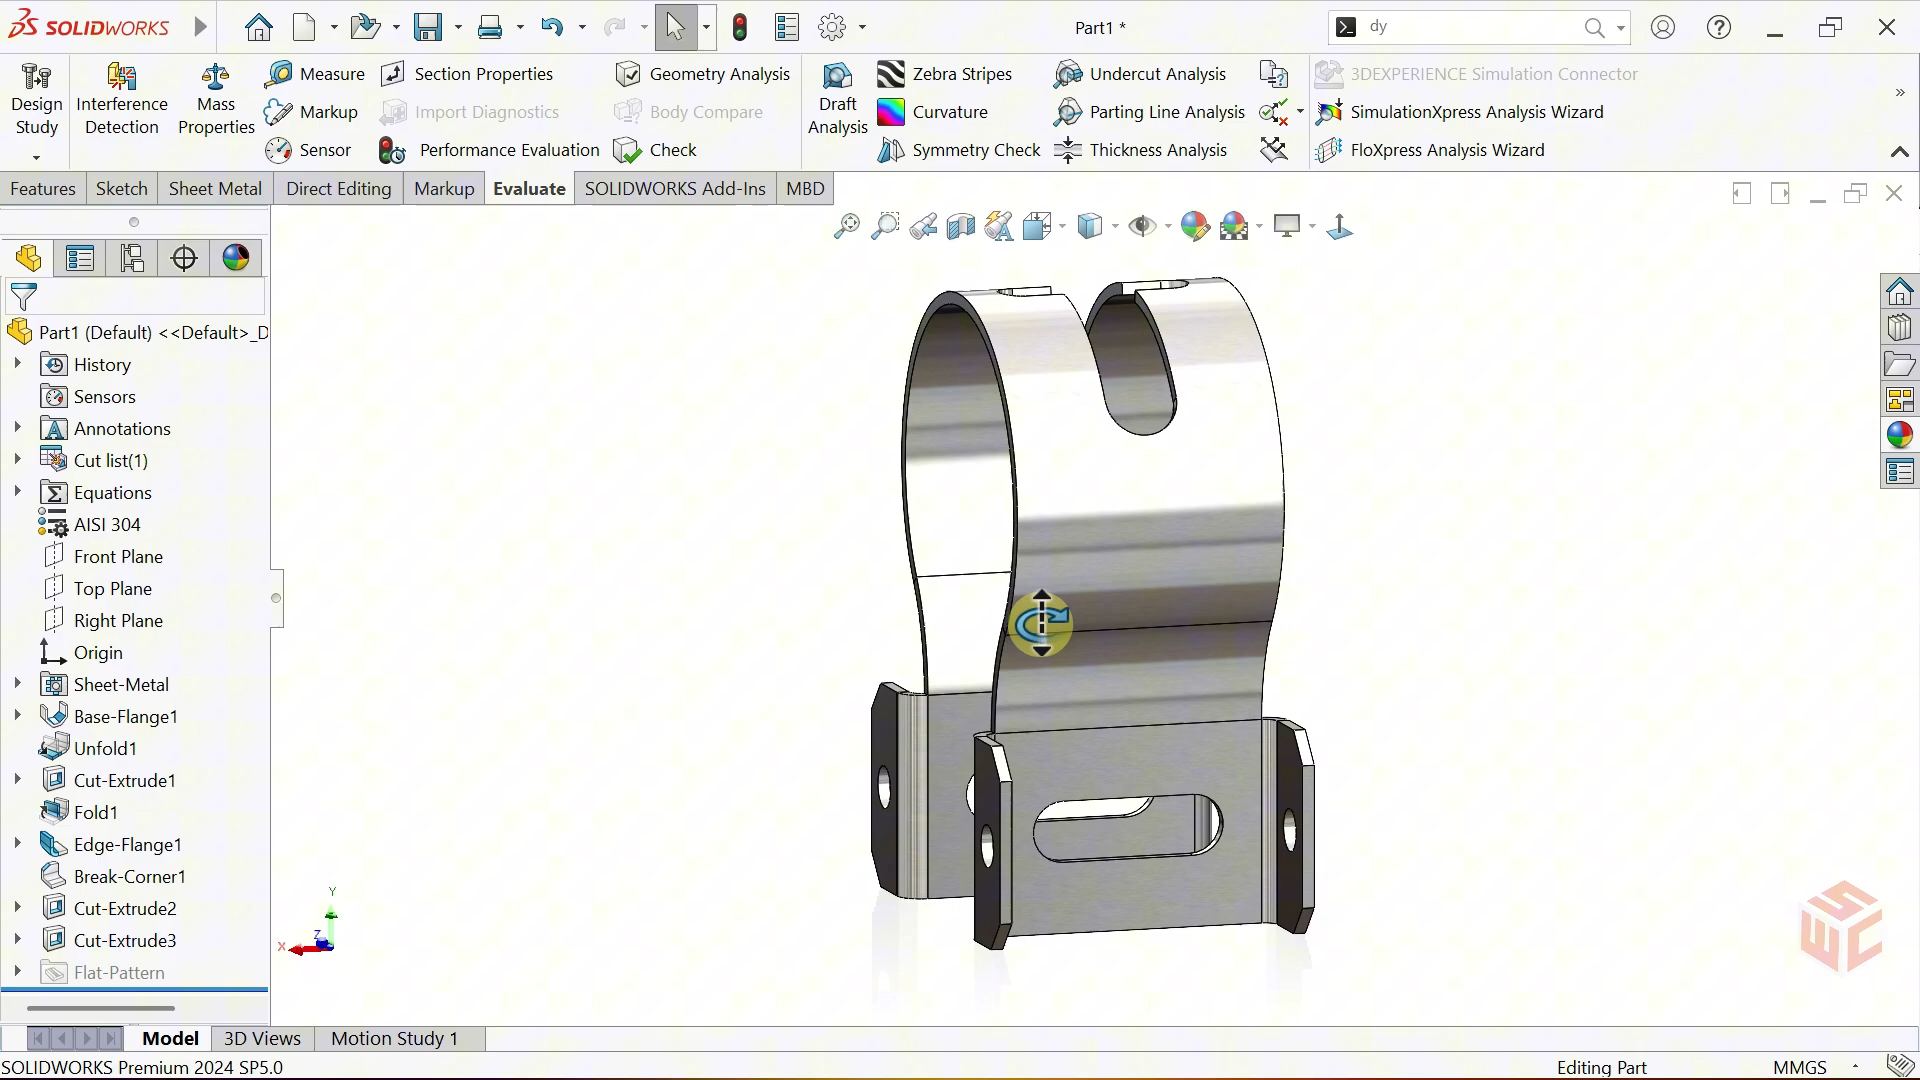 SOLIDWORKS
Part1 *
dy
Design Study
Interference Detection
Mass Properties
Measure
Markup
Sensor
Section Properties
Import Diagnostics
Performance Evaluation
Geometry Analysis
Body Compare
Check
Draft Analysis
Zebra Stripes
Curvature
Symmetry Check
Undercut Analysis
Parting Line Analysis
Thickness Analysis
3DEXPERIENCE Simulation Connector
SimulationXpress Analysis Wizard
FloXpress Analysis Wizard
Features
Sketch
Sheet Metal
Direct Editing
Markup
Evaluate
SOLIDWORKS Add-Ins
MBD
Part1 (Default) <<Default>_D
History
Sensors
Annotations
Cut list(1)
Equations
AISI 304
Front Plane
Top Plane
Right Plane
Origin
Sheet-Metal
Base-Flange1
Unfold1
Cut-Extrude1
Fold1
Edge-Flange1
Break-Corner1
Cut-Extrude2
Cut-Extrude3
Flat-Pattern
Y
Z
X
SWC
Model
3D Views
Motion Study 1
SOLIDWORKS Premium 2024 SP5.0
Editing Part
MMGS